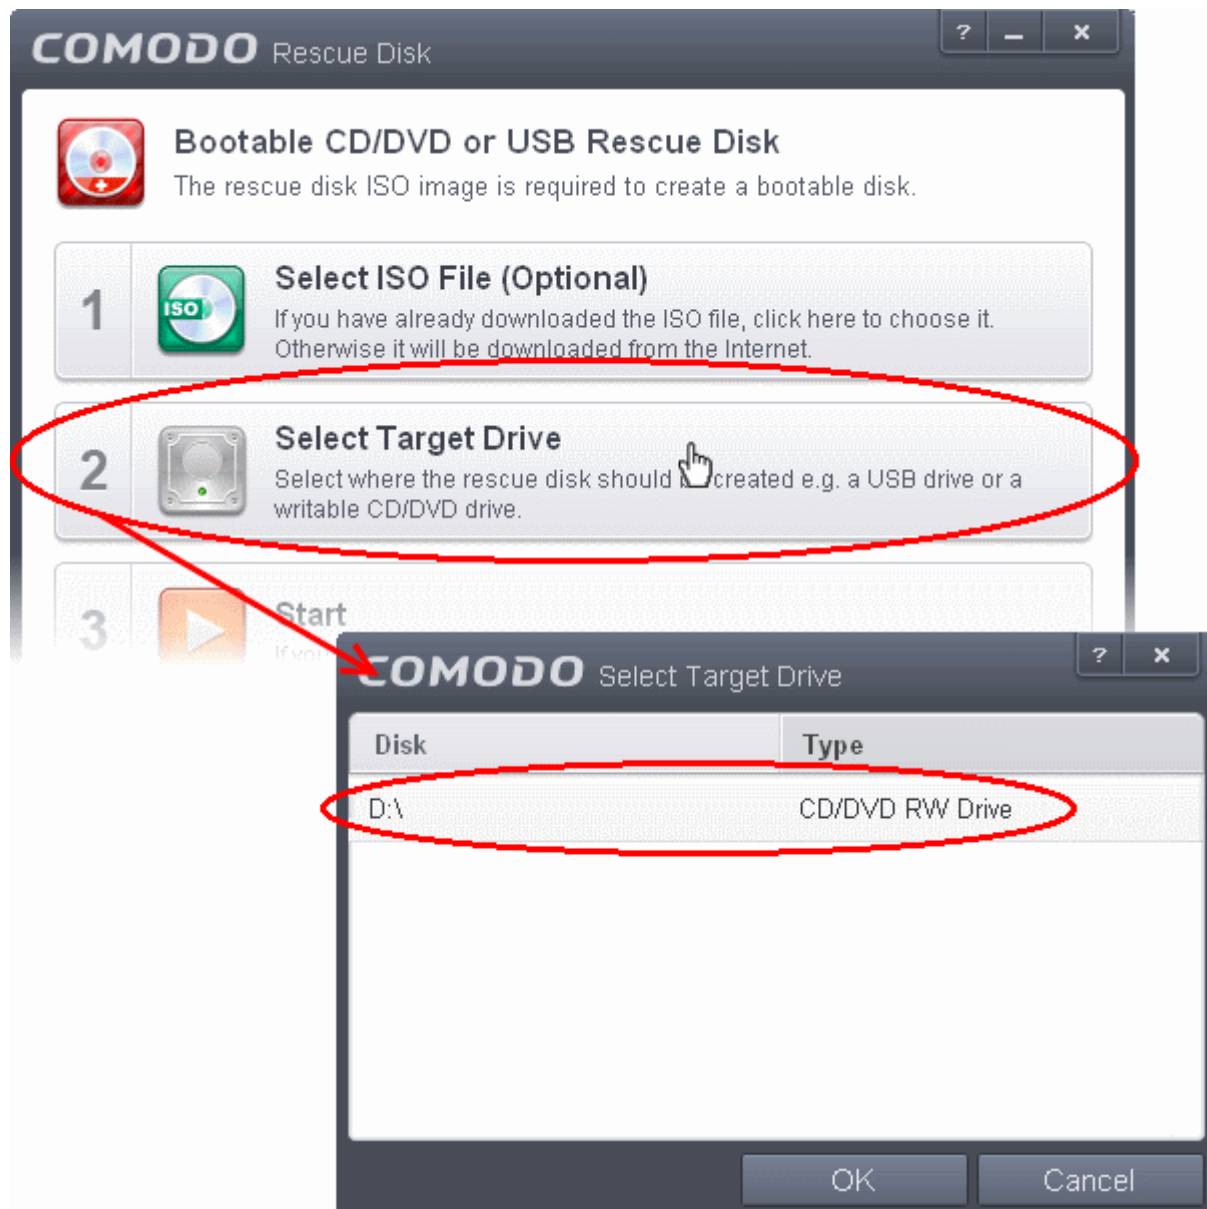 COMODO Rescue Disk
? – ×
Bootable CD/DVD or USB Rescue Disk
The rescue disk ISO image is required to create a bootable disk.
1
ISO
Select ISO File (Optional)
If you have already downloaded the ISO file, click here to choose it.
Otherwise it will be downloaded from the Internet.
2
Select Target Drive
Select where the rescue disk should created e.g. a USB drive or a
writable CD/DVD drive.
3
Start
If you
COMODO Select Target Drive
? ×
Disk Type
D:\ CD/DVD RW Drive
OK Cancel